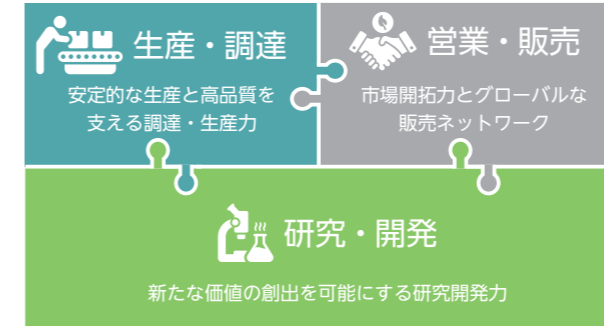 生産・調達
安定的な生産と高品質を
支える調達・生産力
営業・販売
市場開拓力とグローバルな
販売ネットワーク
研究・開発
新たな価値の創出を可能にする研究開発力